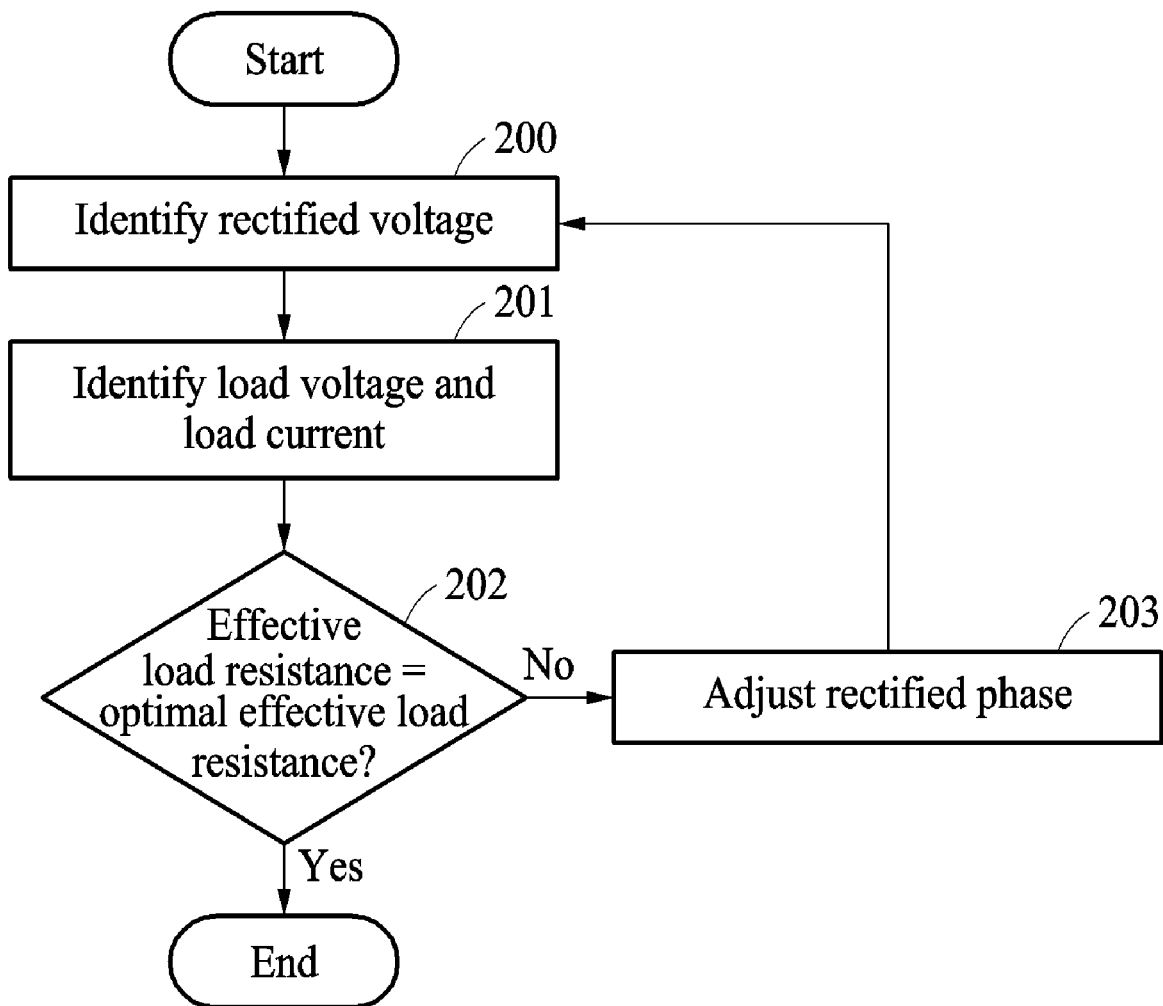 Start
200
Identify rectified voltage
201
Identify load voltage and
load current
202
Effective
load resistance =
optimal effective load
resistance?
No
203
Adjust rectified phase
Yes
End